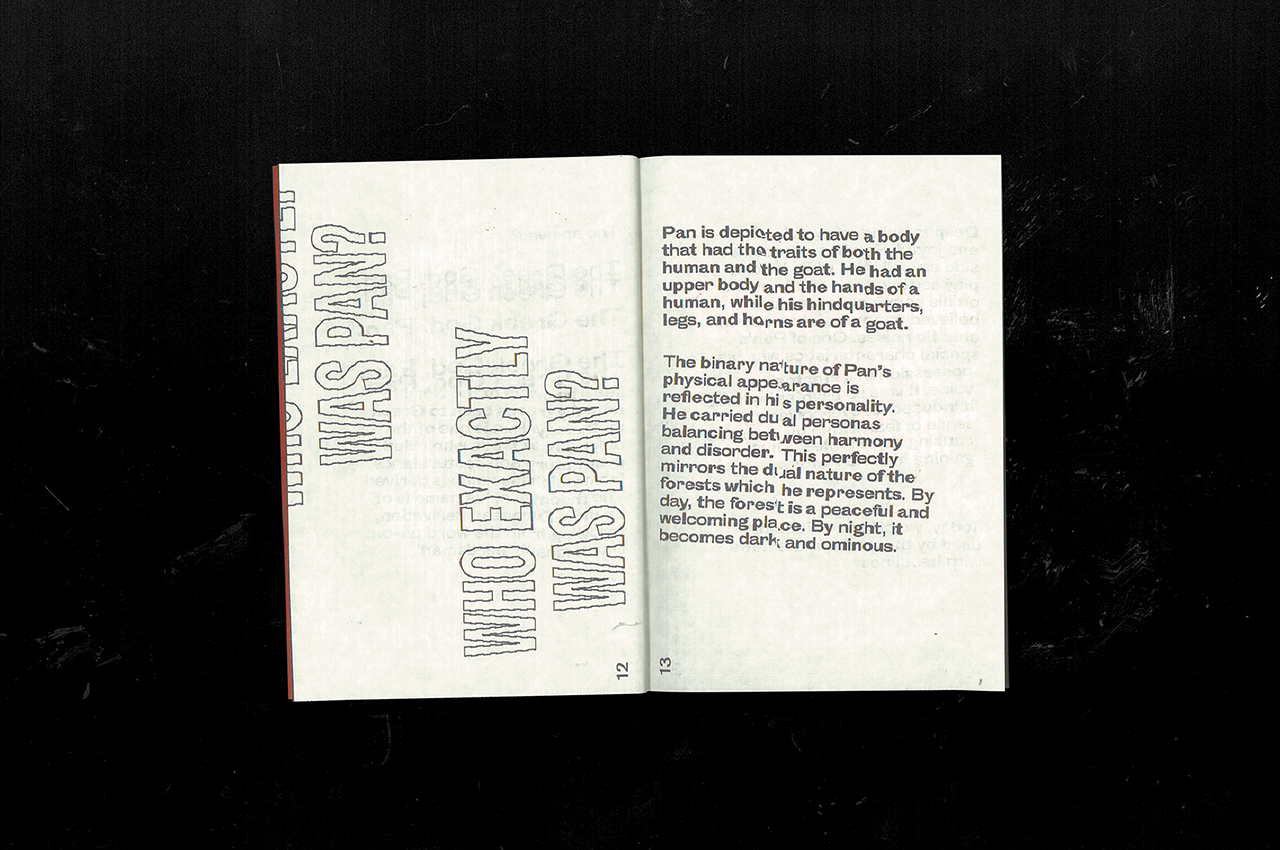 WHO EXACTLY
WAS PAN?
WHO EXACTLY
WAS PAN?
12
Pan is depicted to have a body
that had the traits of both the
human and the goat. He had an
upper body and the hands of a
human, while his hindquarters,
legs, and horns are of a goat.
The binary nature of Pan's
physical appearance is
reflected in his personality.
He carried dual personas
balancing between harmony
and disorder. This perfectly
mirrors the dual nature of the
forests which he represents. By
day, the forest is a peaceful and
welcoming place. By night, it
becomes dark and ominous.
13